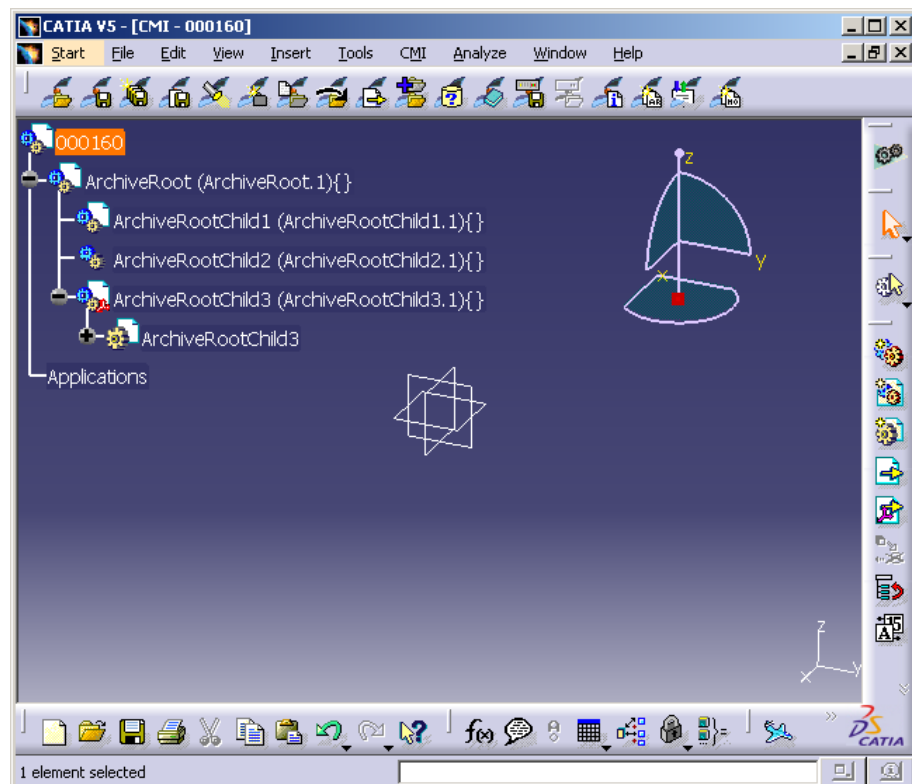 CATIA V5 - [CMI - 000160]
Start File Edit View Insert Tools CMI Analyze Window Help
000160
ArchiveRoot (ArchiveRoot.1){}
ArchiveRootChild1 (ArchiveRootChild1.1){}
ArchiveRootChild2 (ArchiveRootChild2.1){}
ArchiveRootChild3 (ArchiveRootChild3.1){}
ArchiveRootChild3
Applications
z
y
x
z
y
x
f(x)
CATIA
1 element selected